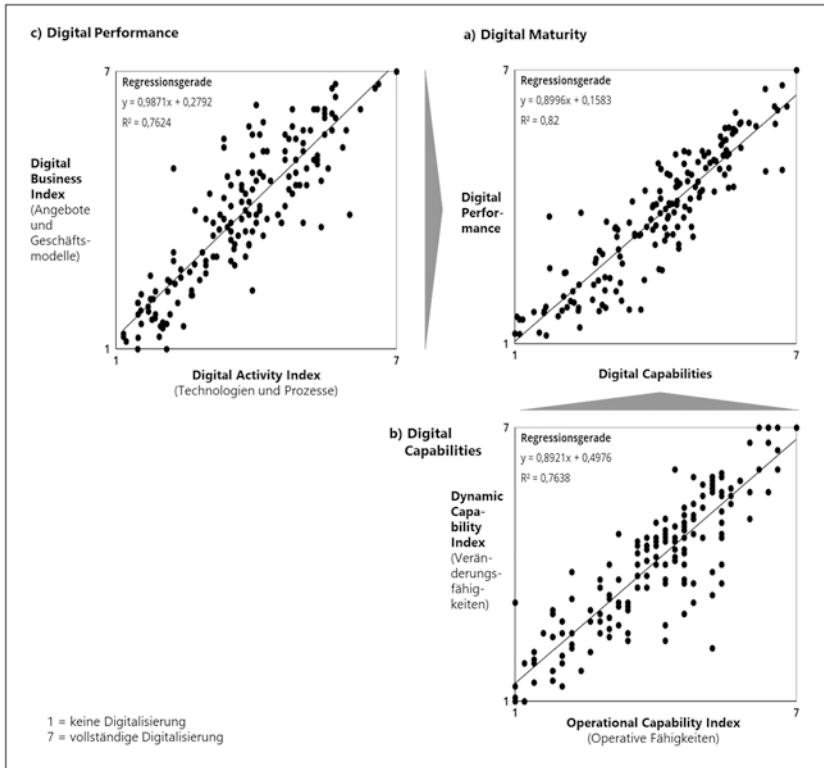 c) Digital Performance
7
Regressionsgerade
y = 0,9871x + 0,2792
R² = 0,7624
Digital
Business
Index
(Angebote
und
Geschäfts-
modelle)
1
1
7
Digital Activity Index
(Technologien und Prozesse)
a) Digital Maturity
7
Regressionsgerade
y = 0,8996x + 0,1583
R² = 0,82
Digital
Perfor-
mance
1
1
7
Digital Capabilities
b) Digital
Capabilities
7
Regressionsgerade
y = 0,8921x + 0,4976
R² = 0,7638
Dynamic
Capa-
bility
Index
(Verän-
derungs-
fähig-
keiten)
1
1
7
Operational Capability Index
(Operative Fähigkeiten)
1 = keine Digitalisierung
7 = vollständige Digitalisierung